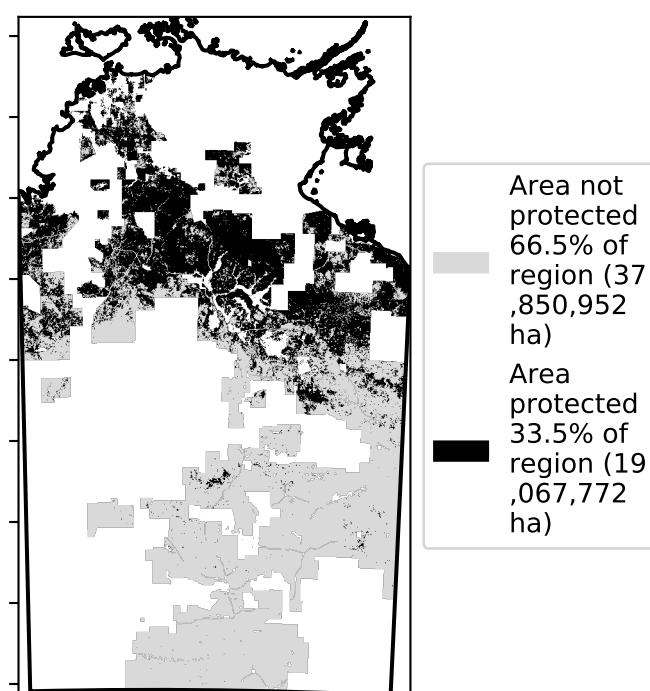 Area not
protected
66.5% of
region (37
,850,952
ha)
Area
protected
33.5% of
region (19
,067,772
ha)